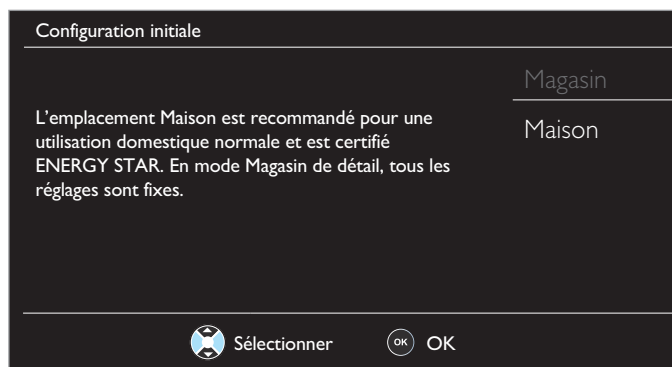 Configuration initiale
Magasin
Maison
L'emplacement Maison est recommandé pour une
utilisation domestique normale et est certifié
ENERGY STAR. En mode Magasin de détail, tous les
réglages sont fixes.
Sélectionner
OK OK